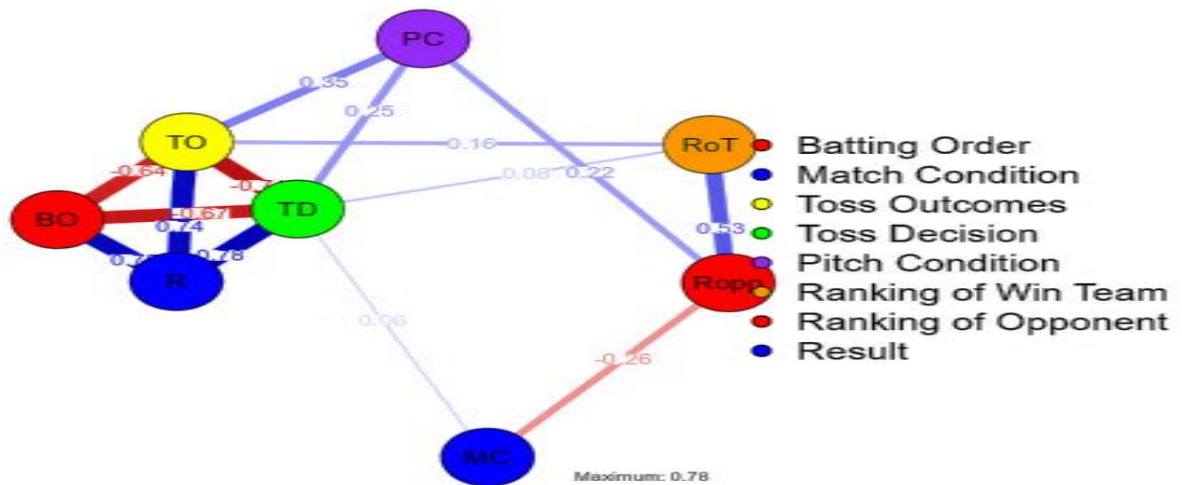 PC
0.35
0.25
TO
0.16
RoT
0.08
0.22
-0.64
TD
BO
-0.67
0.74
0.53
0.78
R
Ropp
0.06
-0.26
MC
Maximum: 0.78
Batting Order
Match Condition
Toss Outcomes
Toss Decision
Pitch Condition
Ranking of Win Team
Ranking of Opponent
Result